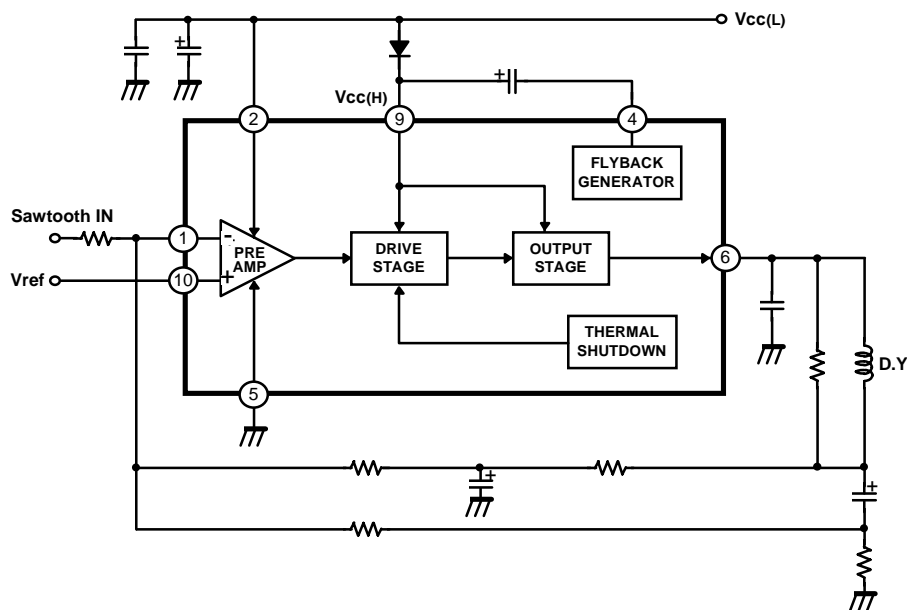 Vcc(L)
Vcc(H)
2
9
4
FLYBACK
GENERATOR
Sawtooth IN
1
-
PRE
AMP
DRIVE
STAGE
OUTPUT
STAGE
6
Vref
10
+
THERMAL
SHUTDOWN
D.Y
5
+
+
+
+